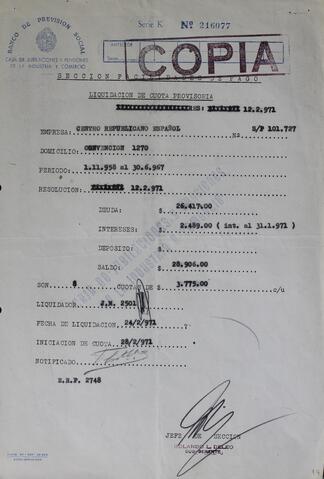 BANCO DE PREVISION SOCIAL
CAJA DE JUBILACIONES Y PENSIONES
DE LA INDUSTRIA Y COMERCIO
Serie K Nº 216077
COPIA
LIQUIDACION DE CUOTA PROVISORIA
12.2.971
EMPRESA: CENTRO REPUBLICANO ESPAÑOL Nº S/F 101.727
DOMICILIO: CONVENCION 1270
PERIODO: 1.11.958 al 30.6.967
RESOLUCION: 12.2.971
DEUDA: $ 26.417.00
INTERESES: $ 2.489.00 ( int. al 31.1.971 )
DEPOSITO: $
SALDO: $ 28.906.00
SON 8 CUOTAS DE $ 3.775.00 c/u
LIQUIDADOR J.N. 2501
FECHA DE LIQUIDACION 24/2/971
INICIACION DE CUOTA 28/2/971
NOTIFICADO
E.R.F. 2748
JEFE DE SECCION